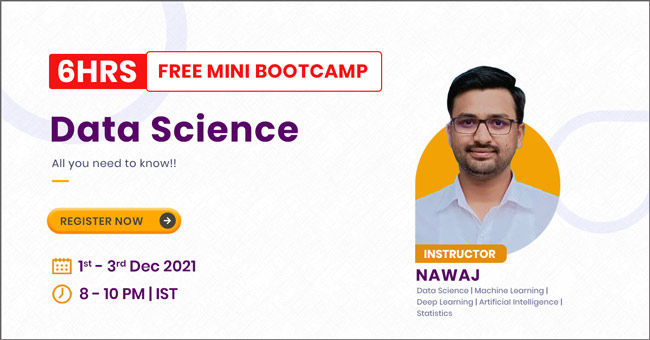 6HRS FREE MINI BOOTCAMP
Data Science
All you need to know!!
REGISTER NOW
1st - 3rd Dec 2021
8 - 10 PM | IST
INSTRUCTOR
NAWAJ
Data Science | Machine Learning |
Deep Learning | Artificial Intelligence |
Statistics